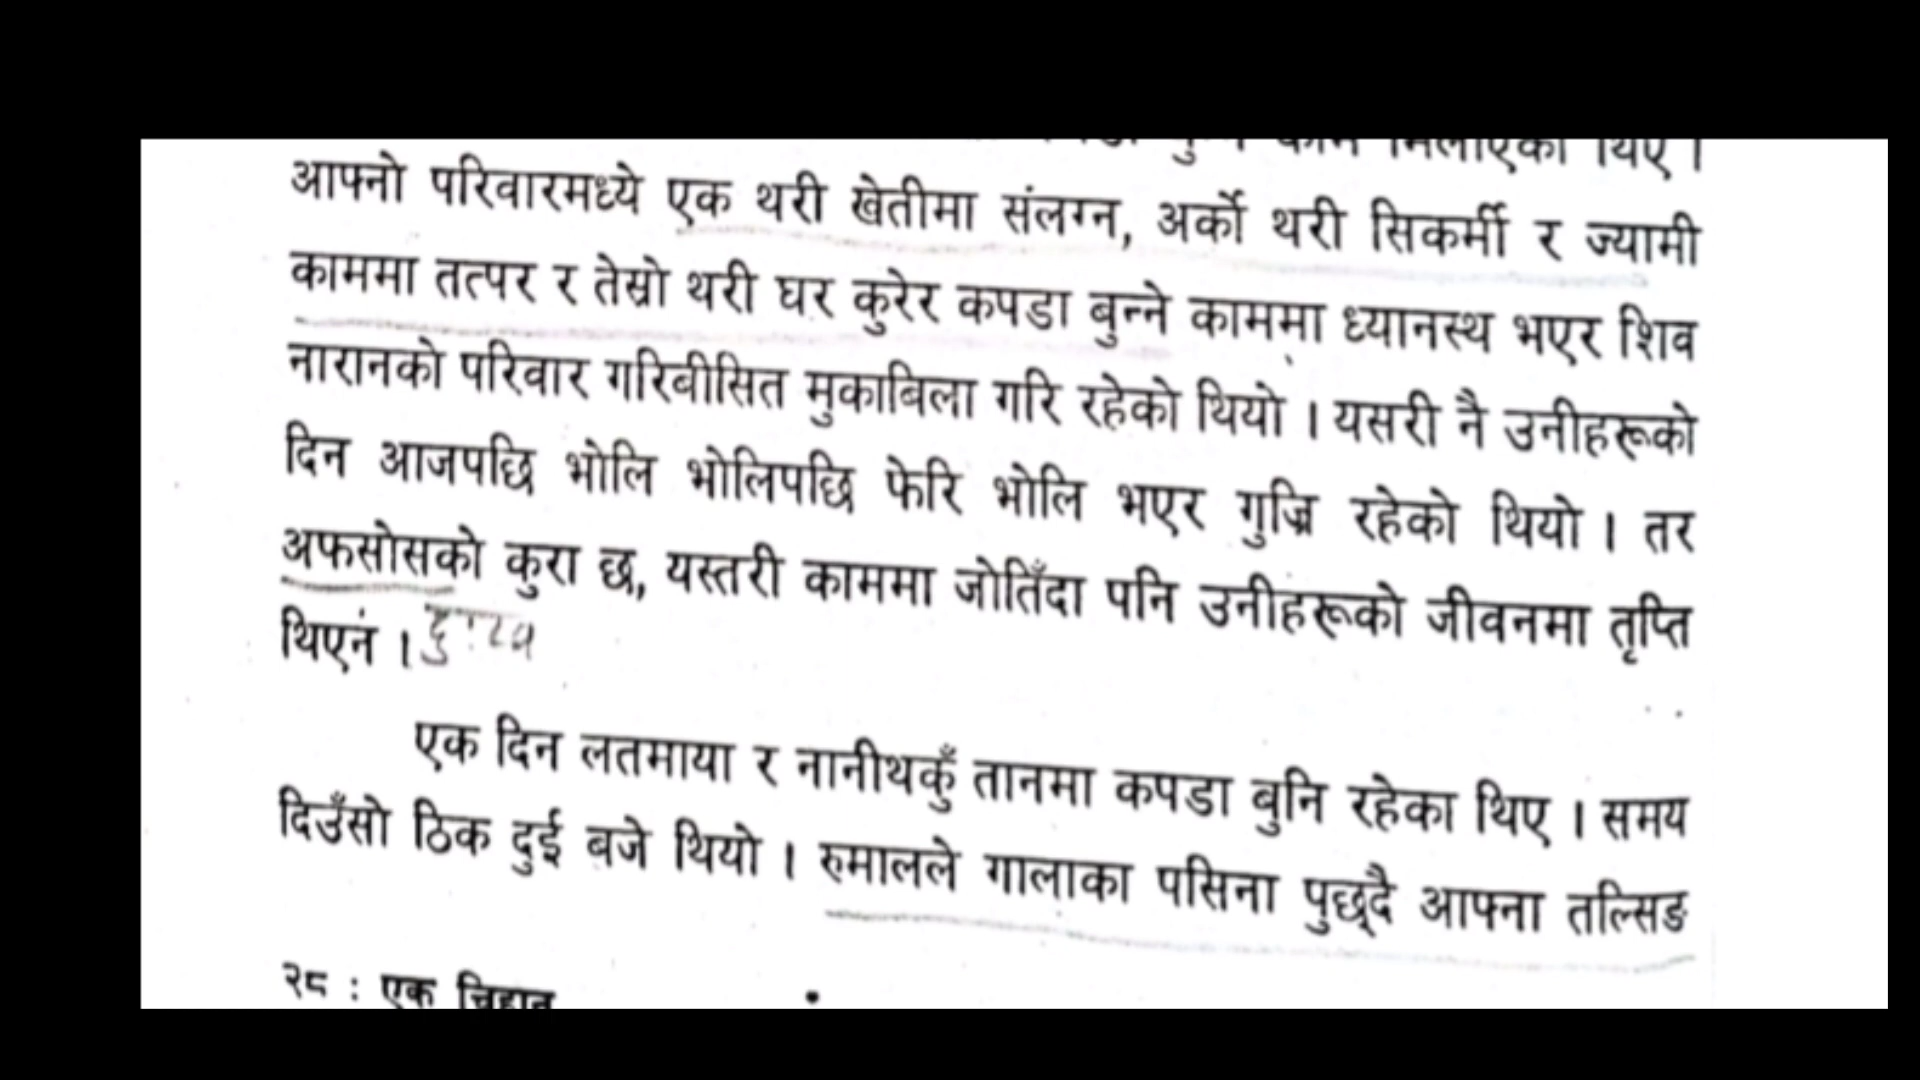 थिए ।
आफ्नो परिवारमध्ये एक थरी खेतीमा संलग्न, अर्को थरी सिकर्मी र ज्यामी
काममा तत्पर र तेस्रो थरी घर कुरेर कपडा बुन्ने काममा ध्यानस्थ भएर शिव
नारानको परिवार गरिबीसित मुकाबिला गरि रहेको थियो । यसरी नै उनीहरूको
दिन आजपछि भोलि भोलिपछि फेरि भोलि भएर गुज्रि रहेको थियो । तर
अफसोसको कुरा छ, यस्तरी काममा जोतिँदा पनि उनीहरूको जीवनमा तृप्ति
थिएन ।
एक दिन लतमाया र नानीथकुँ तानमा कपडा बुनि रहेका थिए । समय
दिउँसो ठिक दुई बजे थियो । रुमालले गालाका पसिना पुछ्दै आफ्ना तल्सिङ
२८ : एक चिहान